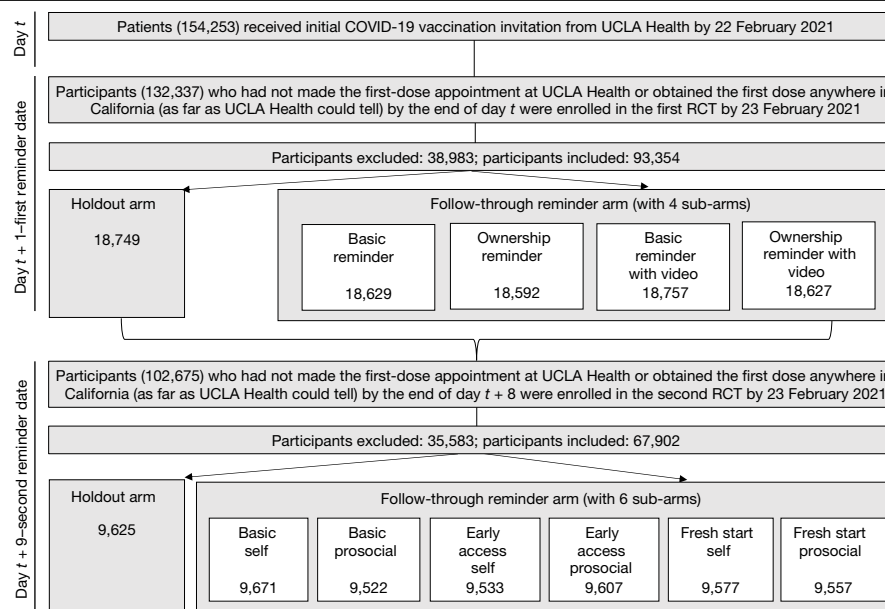 Day t
Patients (154,253) received initial COVID-19 vaccination invitation from UCLA Health by 22 February 2021
Day t + 1–first reminder date
Participants (132,337) who had not made the first-dose appointment at UCLA Health or obtained the first dose anywhere in
California (as far as UCLA Health could tell) by the end of day t were enrolled in the first RCT by 23 February 2021
Participants excluded: 38,983; participants included: 93,354
Holdout arm
18,749
Follow-through reminder arm (with 4 sub-arms)
Basic
reminder
18,629
Ownership
reminder
18,592
Basic
reminder
with video
18,757
Ownership
reminder with
video
18,627
Day t + 9–second reminder date
Participants (102,675) who had not made the first-dose appointment at UCLA Health or obtained the first dose anywhere in
California (as far as UCLA Health could tell) by the end of day t + 8 were enrolled in the second RCT by 23 February 2021
Participants excluded: 35,583; participants included: 67,902
Holdout arm
9,625
Follow-through reminder arm (with 6 sub-arms)
Basic
self
9,671
Basic
prosocial
9,522
Early
access
self
9,533
Early
access
prosocial
9,607
Fresh start
self
9,577
Fresh start
prosocial
9,557